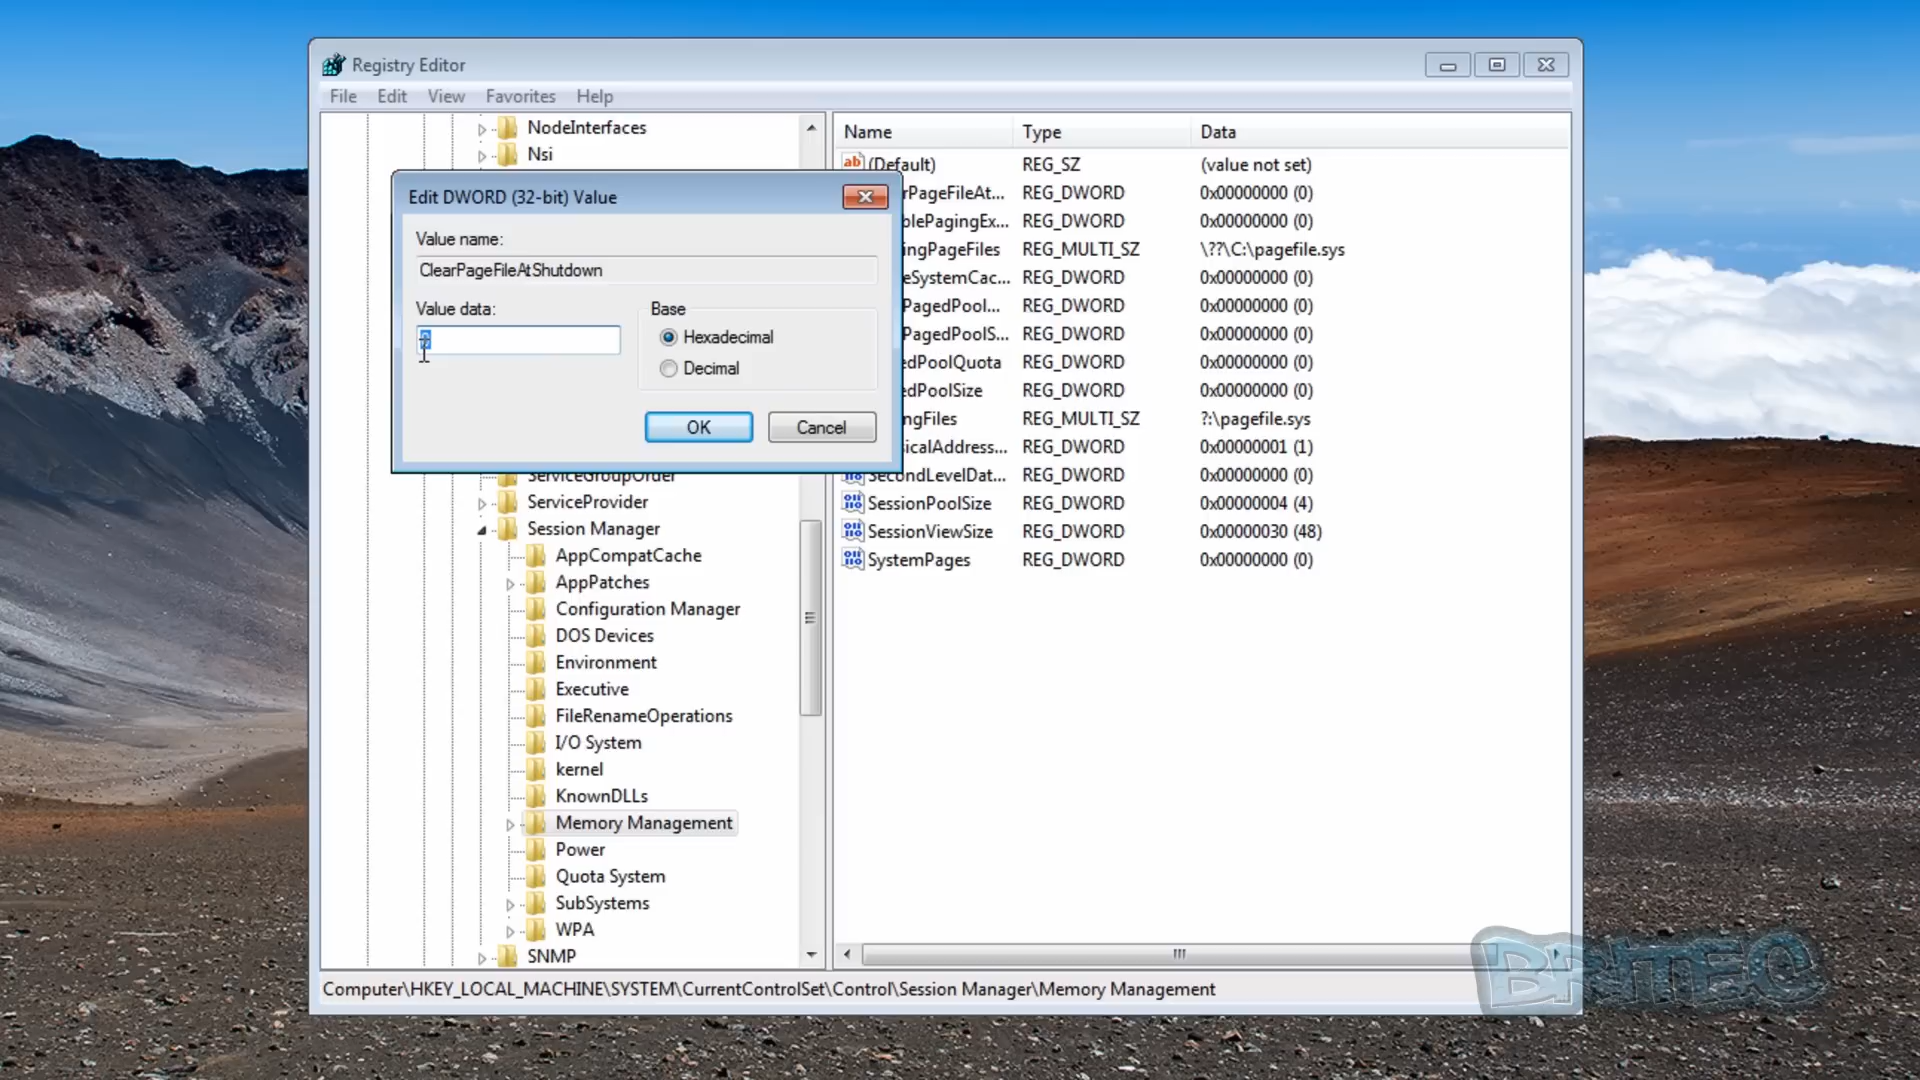 Registry Editor
File Edit View Favorites Help
NodeInterfaces
Nsi
Edit DWORD (32-bit) Value
Value name:
ClearPageFileAtShutdown
Value data:
Base
Hexadecimal
Decimal
OK Cancel
ServiceGroupOrder
ServiceProvider
Session Manager
AppCompatCache
AppPatches
Configuration Manager
DOS Devices
Environment
Executive
FileRenameOperations
I/O System
kernel
KnownDLLs
Memory Management
Power
Quota System
SubSystems
WPA
SNMP
Name Type Data
(Default) REG_SZ (value not set)
rPageFileAt... REG_DWORD 0x00000000 (0)
blePagingEx... REG_DWORD 0x00000000 (0)
ingPageFiles REG_MULTI_SZ \??\C:\pagefile.sys
eSystemCac... REG_DWORD 0x00000000 (0)
PagedPool... REG_DWORD 0x00000000 (0)
PagedPoolS... REG_DWORD 0x00000000 (0)
edPoolQuota REG_DWORD 0x00000000 (0)
edPoolSize REG_DWORD 0x00000000 (0)
ngFiles REG_MULTI_SZ ?:\pagefile.sys
sicalAddress... REG_DWORD 0x00000001 (1)
SecondLevelDat... REG_DWORD 0x00000000 (0)
SessionPoolSize REG_DWORD 0x00000004 (4)
SessionViewSize REG_DWORD 0x00000030 (48)
SystemPages REG_DWORD 0x00000000 (0)
Computer\HKEY_LOCAL_MACHINE\SYSTEM\CurrentControlSet\Control\Session Manager\Memory Management
BRITEC